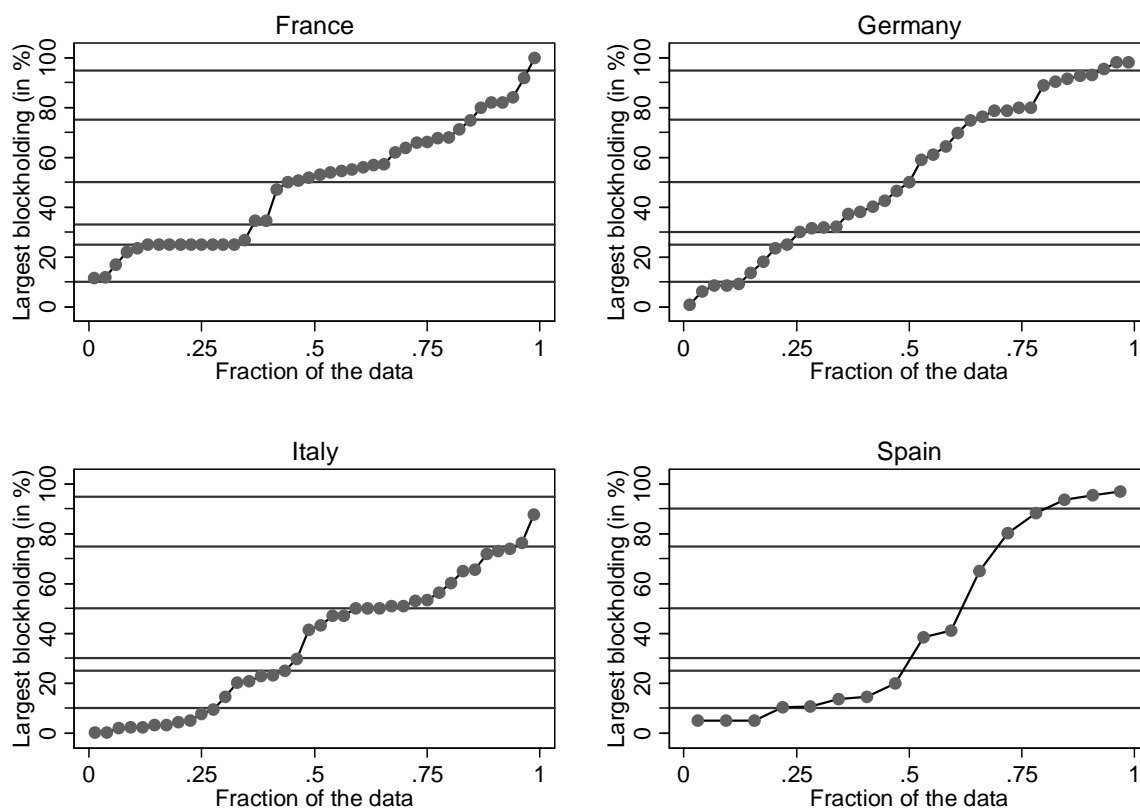 France
Largest blockholding (in %)
0 20 40 60 80 100
0 .25 .5 .75 1
Fraction of the data
Germany
Largest blockholding (in %)
0 20 40 60 80 100
0 .25 .5 .75 1
Fraction of the data
Italy
Largest blockholding (in %)
0 20 40 60 80 100
0 .25 .5 .75 1
Fraction of the data
Spain
Largest blockholding (in %)
0 20 40 60 80 100
0 .25 .5 .75 1
Fraction of the data